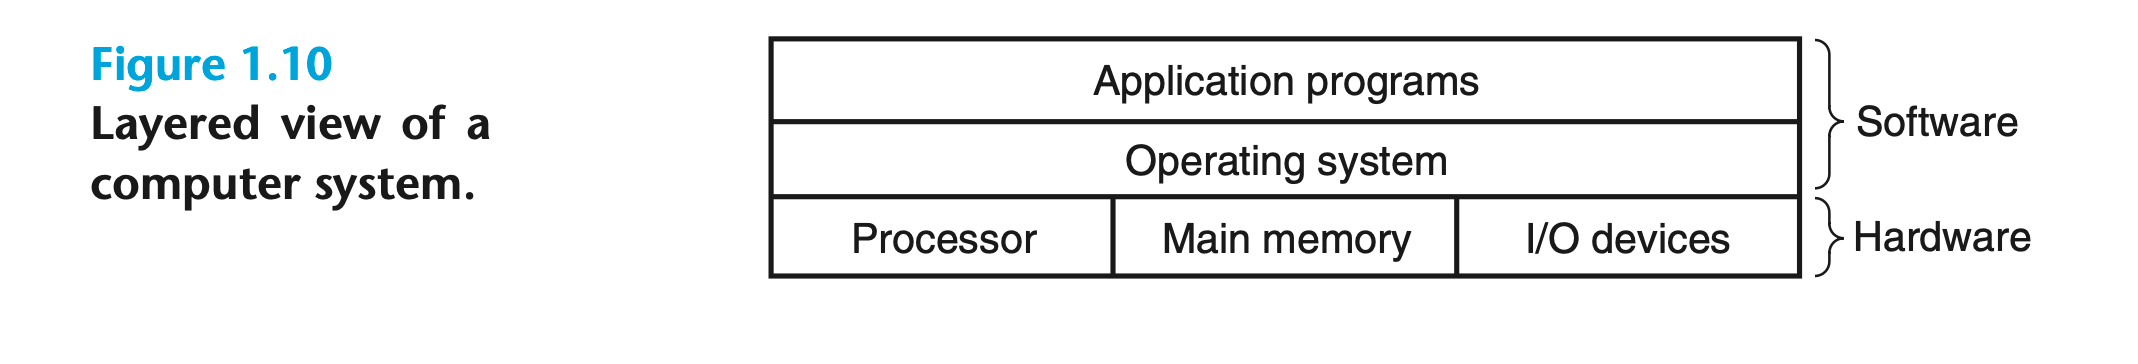 Figure 1.10
Layered view of a
computer system.
Application programs
Operating system
Processor Main memory I/O devices
Software
Hardware